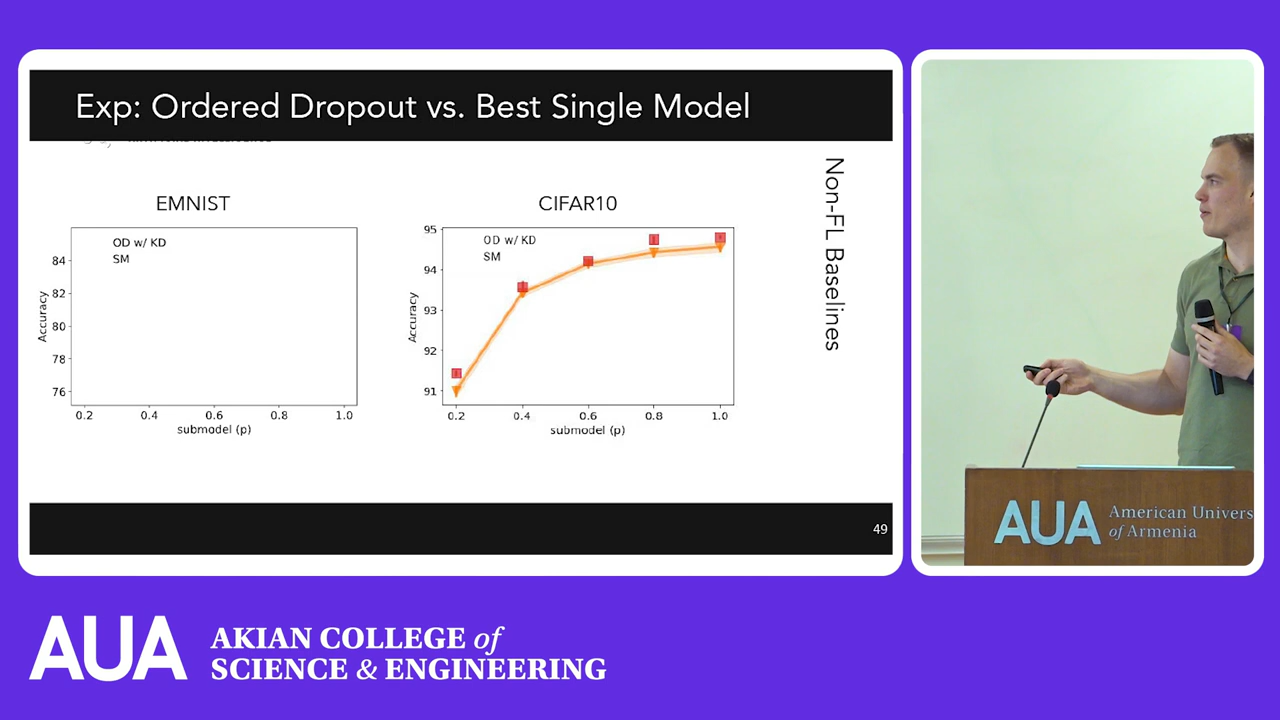 Exp: Ordered Dropout vs. Best Single Model
Non-FL Baselines
EMNIST
OD w/ KD
SM
Accuracy
84
82
80
78
76
0.2 0.4 0.6 0.8 1.0
submodel (p)
CIFAR10
OD w/ KD
SM
Accuracy
95
94
93
92
91
0.2 0.4 0.6 0.8 1.0
submodel (p)
49
AUA American Univers
of Armenia
AUA
AKIAN COLLEGE of
SCIENCE & ENGINEERING